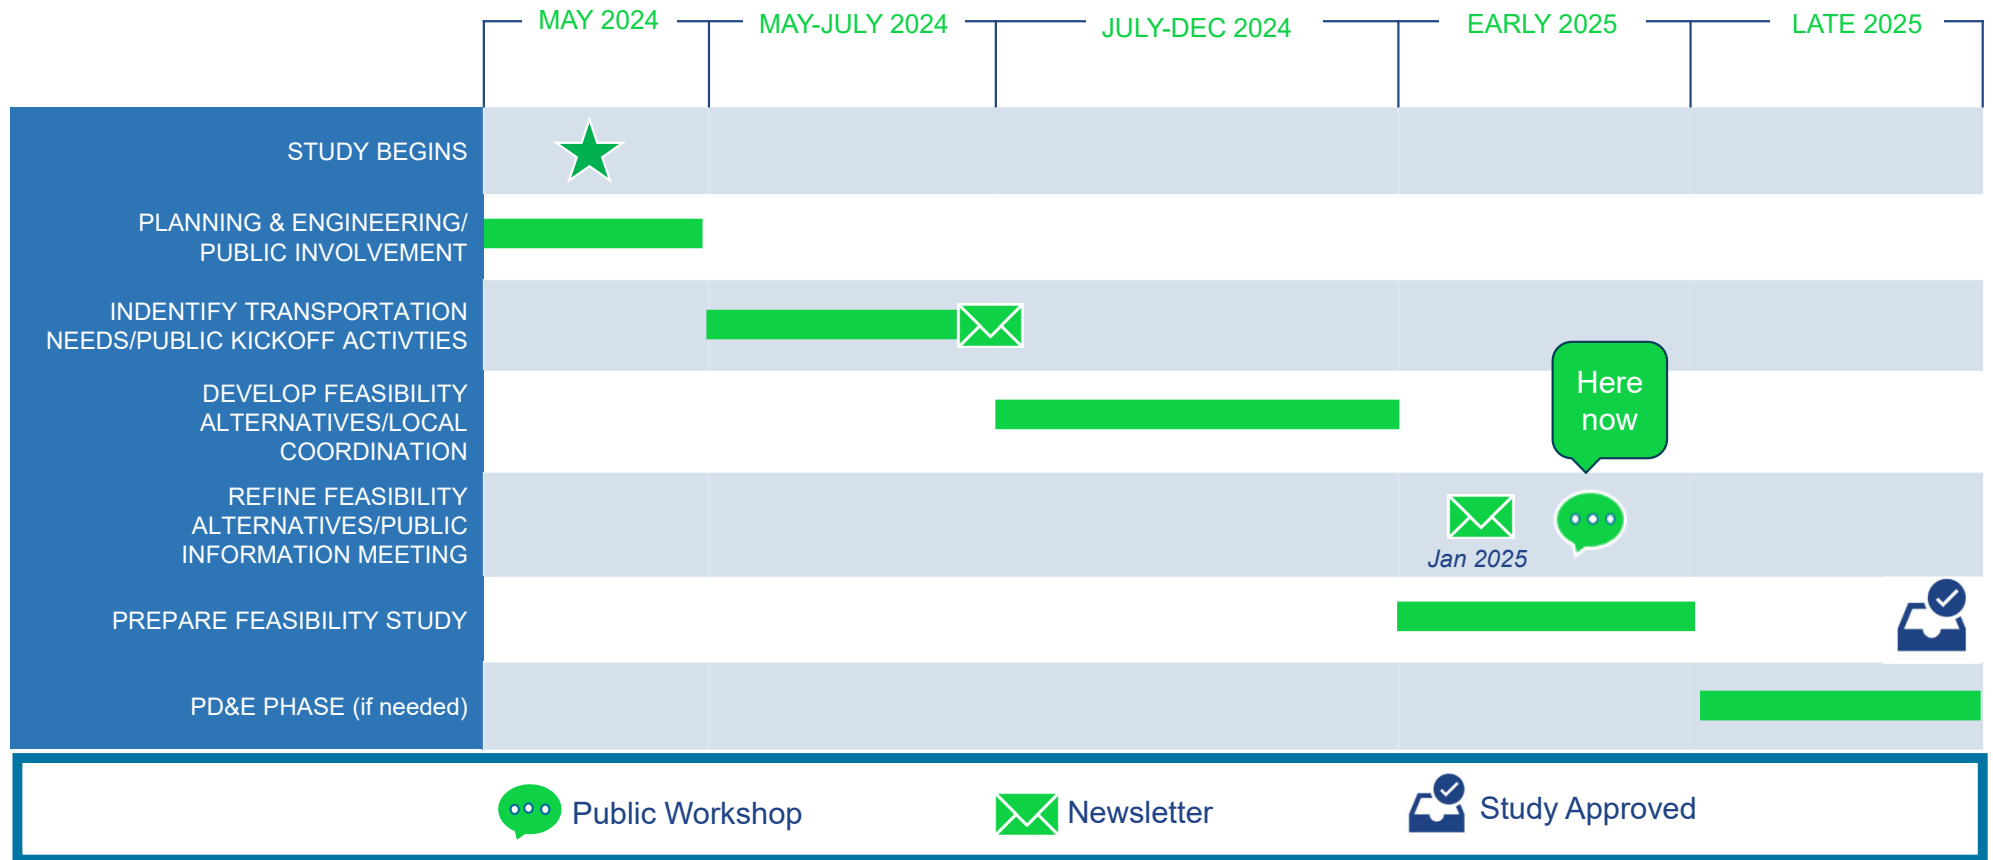 MAY 2024
MAY-JULY 2024
JULY-DEC 2024
EARLY 2025
LATE 2025
STUDY BEGINS
PLANNING & ENGINEERING/
PUBLIC INVOLVEMENT
INDENTIFY TRANSPORTATION
NEEDS/PUBLIC KICKOFF ACTIVTIES
DEVELOP FEASIBILITY
ALTERNATIVES/LOCAL
COORDINATION
Here
now
REFINE FEASIBILITY
ALTERNATIVES/PUBLIC
INFORMATION MEETING
Jan 2025
PREPARE FEASIBILITY STUDY
PD&E PHASE (if needed)
Public Workshop
Newsletter
Study Approved